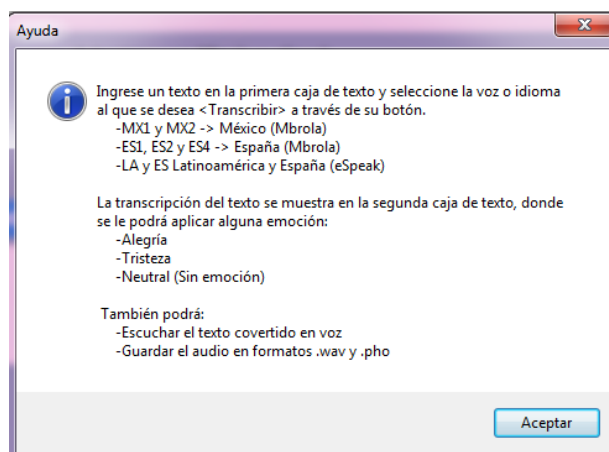 Ayuda
Ingrese un texto en la primera caja de texto y seleccione la voz o idioma
al que se desea <Transcribir> a través de su botón.
-MX1 y MX2 -> México (Mbrola)
-ES1, ES2 y ES4 -> España (Mbrola)
-LA y ES Latinoamérica y España (eSpeak)
La transcripción del texto se muestra en la segunda caja de texto, donde
se le podrá aplicar alguna emoción:
-Alegría
-Tristeza
-Neutral (Sin emoción)
También podrá:
-Escuchar el texto covertido en voz
-Guardar el audio en formatos .wav y .pho
Aceptar